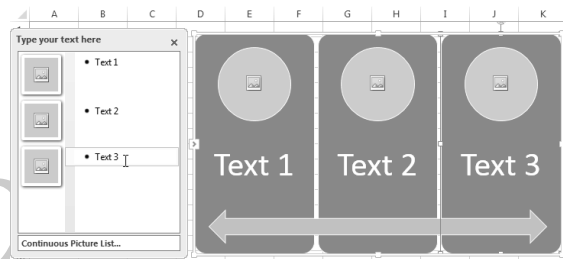 A B C D E F G H I J K
Type your text here
Text 1
Text 2
Text 3
Continuous Picture List...
Text 1 Text 2 Text 3